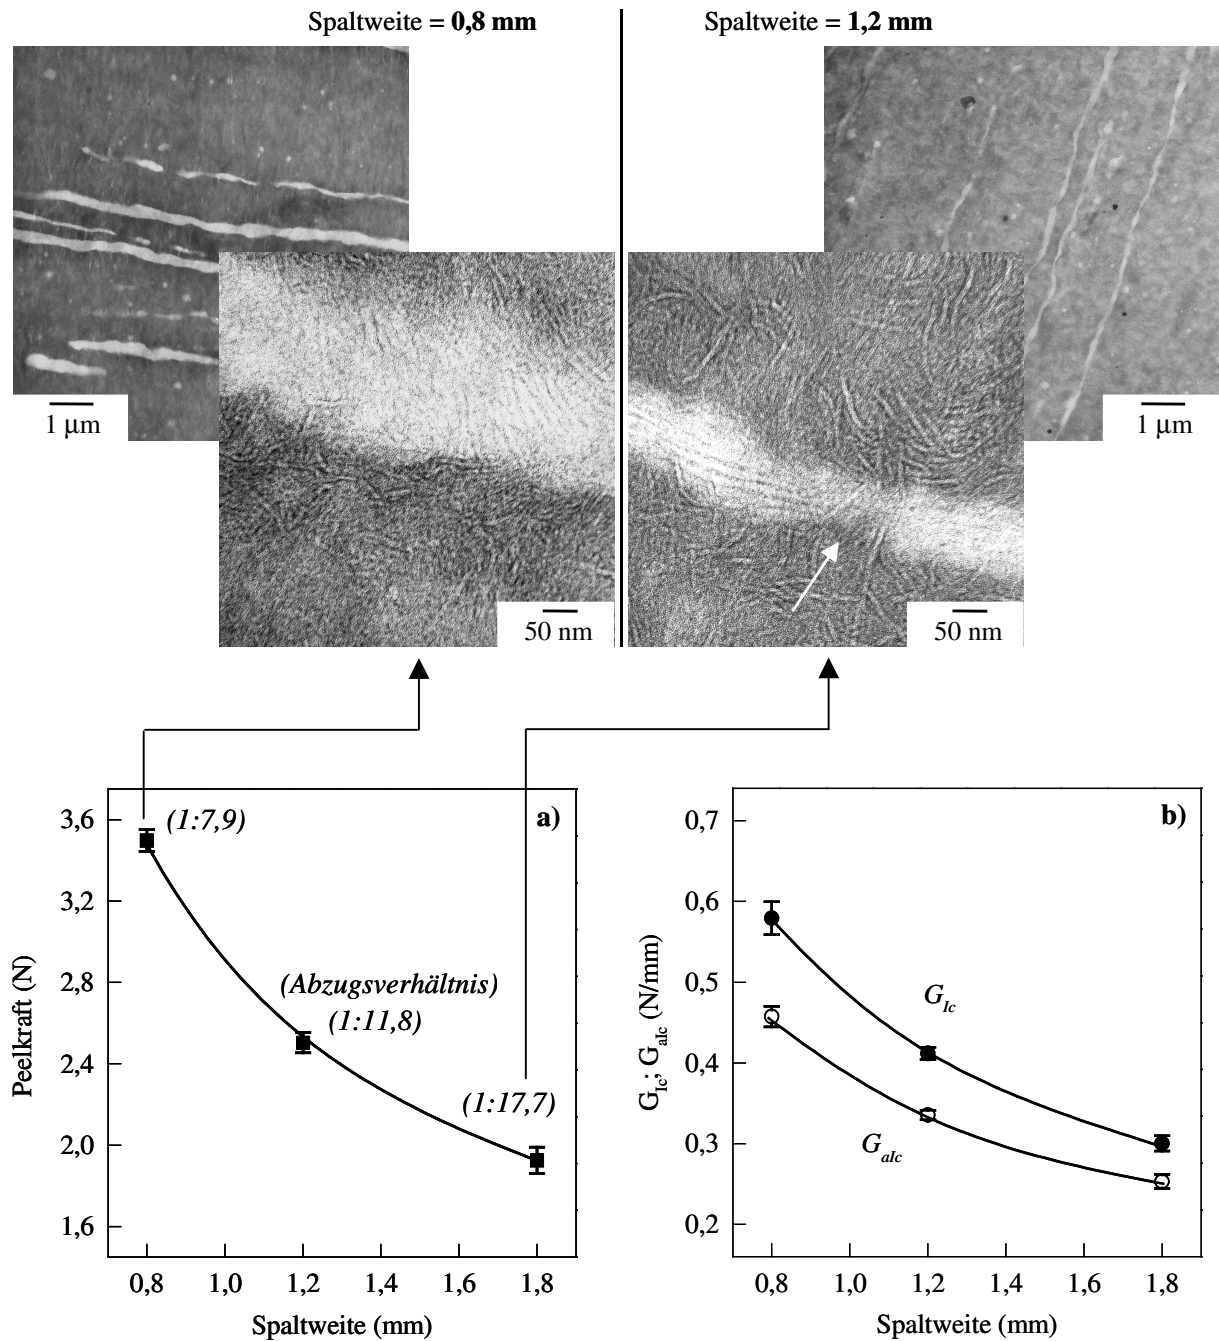 Spaltweite = 0,8 mm
Spaltweite = 1,2 mm
1 μm
50 nm
50 nm
1 μm
a)
3,6
3,2
2,8
2,4
2,0
1,6
Peelkraft (N)
(1:7,9)
(Abzugsverhältnis)
(1:11,8)
(1:17,7)
0,8 1,0 1,2 1,4 1,6 1,8
Spaltweite (mm)
b)
0,7
0,6
0,5
0,4
0,3
0,2
G_Ic; G_aIc (N/mm)
G_Ic
G_aIc
0,8 1,0 1,2 1,4 1,6 1,8
Spaltweite (mm)